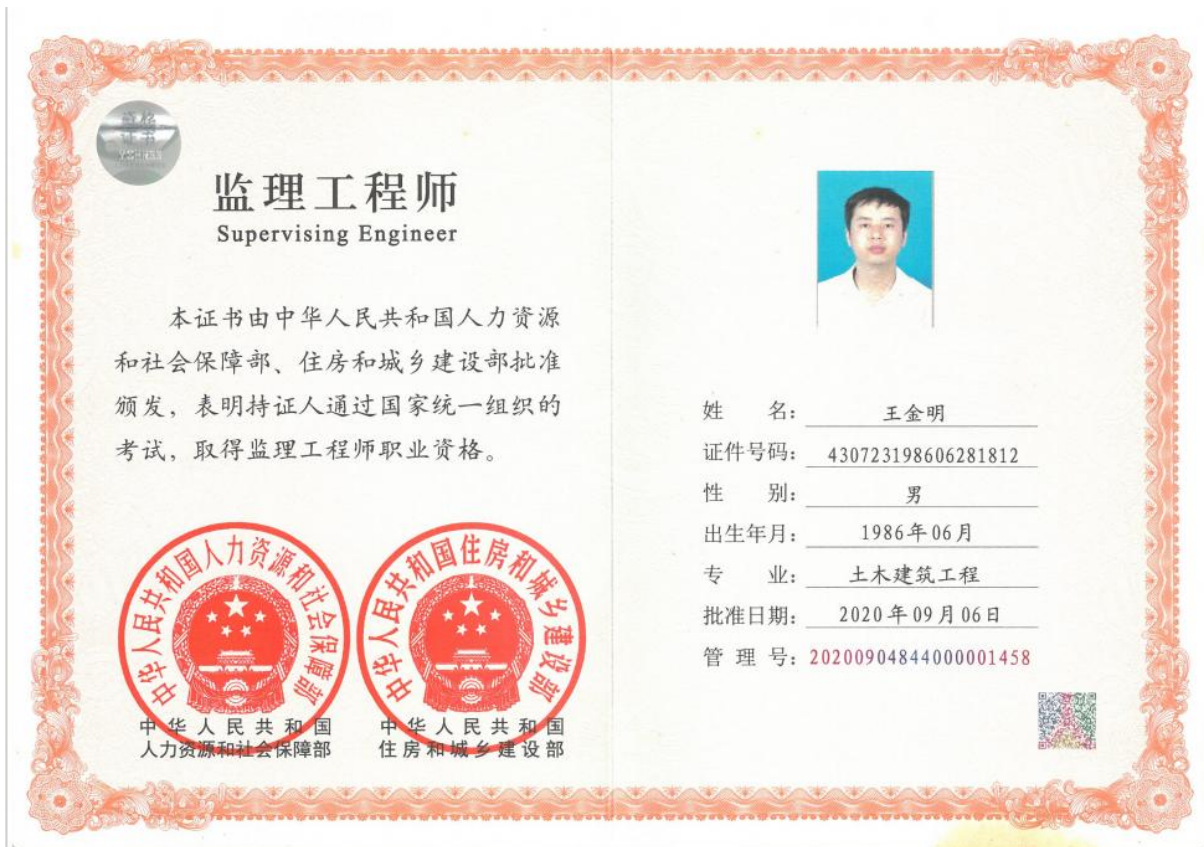 资格
证书
监理工程师
Supervising Engineer
本证书由中华人民共和国人力资源
和社会保障部、住房和城乡建设部批准
颁发，表明持证人通过国家统一组织的
考试，取得监理工程师职业资格。
中华人民共和国人力资源和社会保障部
中华人民共和国住房和城乡建设部
中华人民共和国
人力资源和社会保障部
中华人民共和国
住房和城乡建设部
姓 名：王金明
证件号码：430723198606281812
性 别：男
出生年月：1986年06月
专 业：土木建筑工程
批准日期：2020年09月06日
管 理 号：20200904844000001458